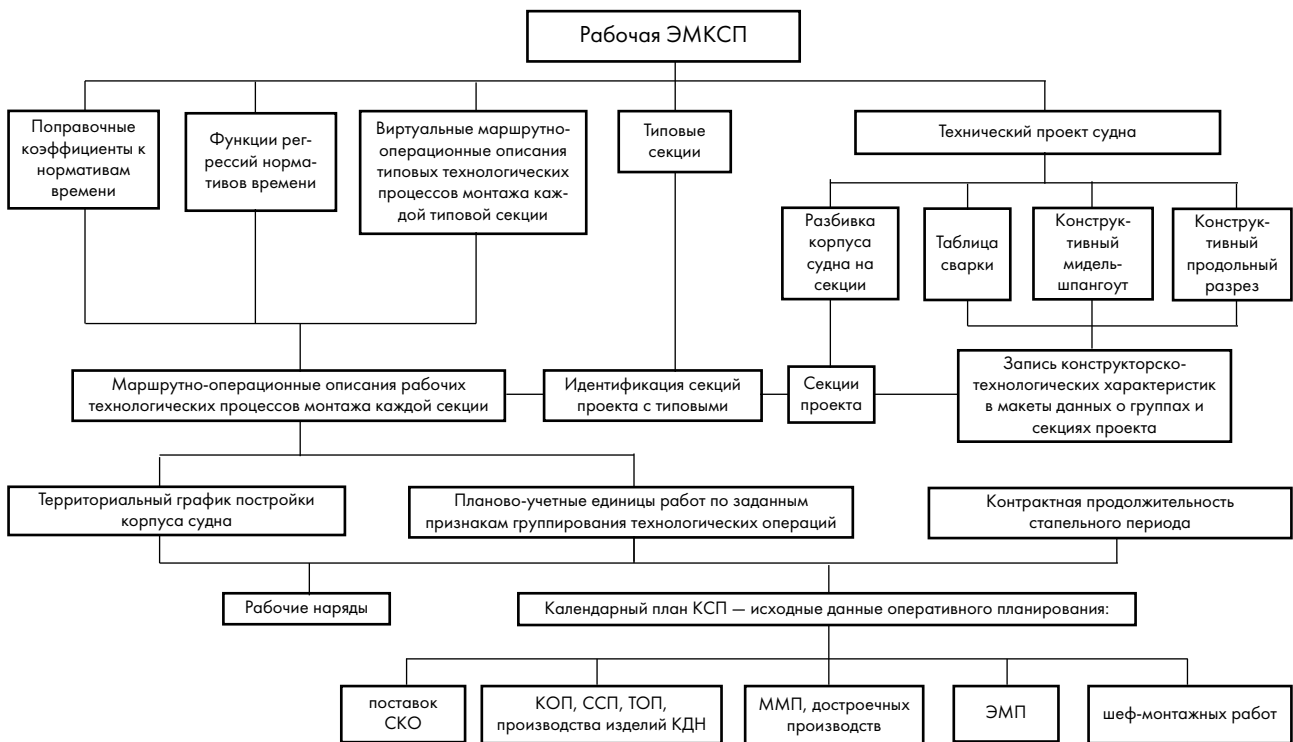 Рабочая ЭМКСП
Поправочные
коэффициенты к
нормативам
времени
Функции рег-
рессий норма-
тивов времени
Виртуальные маршрутно-
операционные описания
типовых технологических
процессов монтажа каж-
дой типовой секции
Типовые
секции
Технический проект судна
Разбивка
корпуса
судна на
секции
Таблица
сварки
Конструк-
тивный
мидель-
шпангоут
Конструк-
тивный
продольный
разрез
Маршрутно-операционные описания рабочих
технологических процессов монтажа каждой секции
Идентификация секций
проекта с типовыми
Секции
проекта
Запись конструкторско-
технологических характеристик
в макеты данных о группах и
секциях проекта
Территориальный график постройки
корпуса судна
Планово-учетные единицы работ по заданным
признакам группирования технологических операций
Контрактная продолжительность
стапельного периода
Рабочие наряды
Календарный план КСП — исходные данные оперативного планирования:
поставок
СКО
КОП, ССП, ТОП,
производства изделий КДН
ММП, достроечных
производств
ЭМП
шеф-монтажных работ